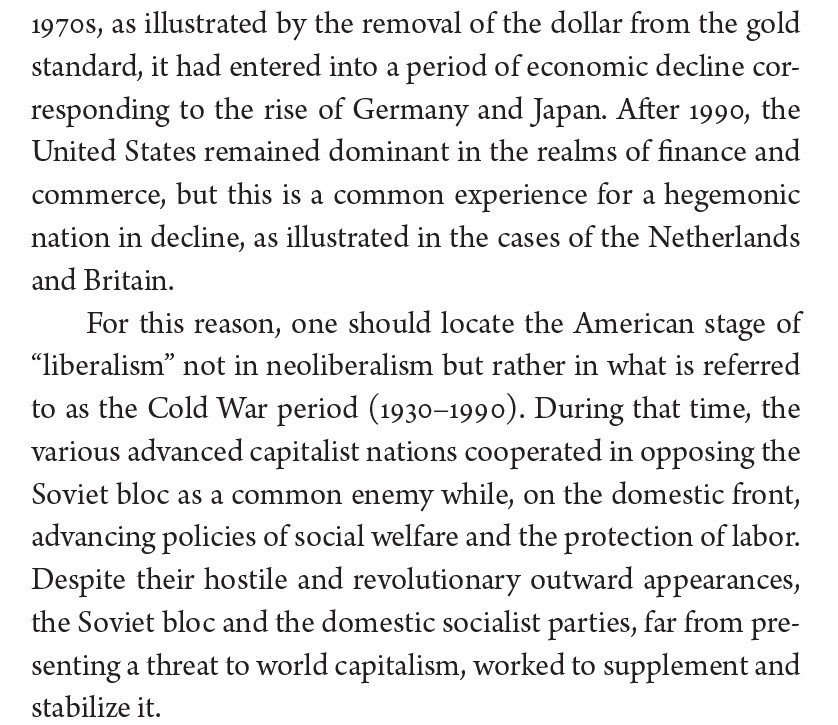 1970s, as illustrated by the removal of the dollar from the gold
standard, it had entered into a period of economic decline cor-
responding to the rise of Germany and Japan. After 1990, the
United States remained dominant in the realms of finance and
commerce, but this is a common experience for a hegemonic
nation in decline, as illustrated in the cases of the Netherlands
and Britain.
For this reason, one should locate the American stage of
“liberalism” not in neoliberalism but rather in what is referred
to as the Cold War period (1930–1990). During that time, the
various advanced capitalist nations cooperated in opposing the
Soviet bloc as a common enemy while, on the domestic front,
advancing policies of social welfare and the protection of labor.
Despite their hostile and revolutionary outward appearances,
the Soviet bloc and the domestic socialist parties, far from pre-
senting a threat to world capitalism, worked to supplement and
stabilize it.